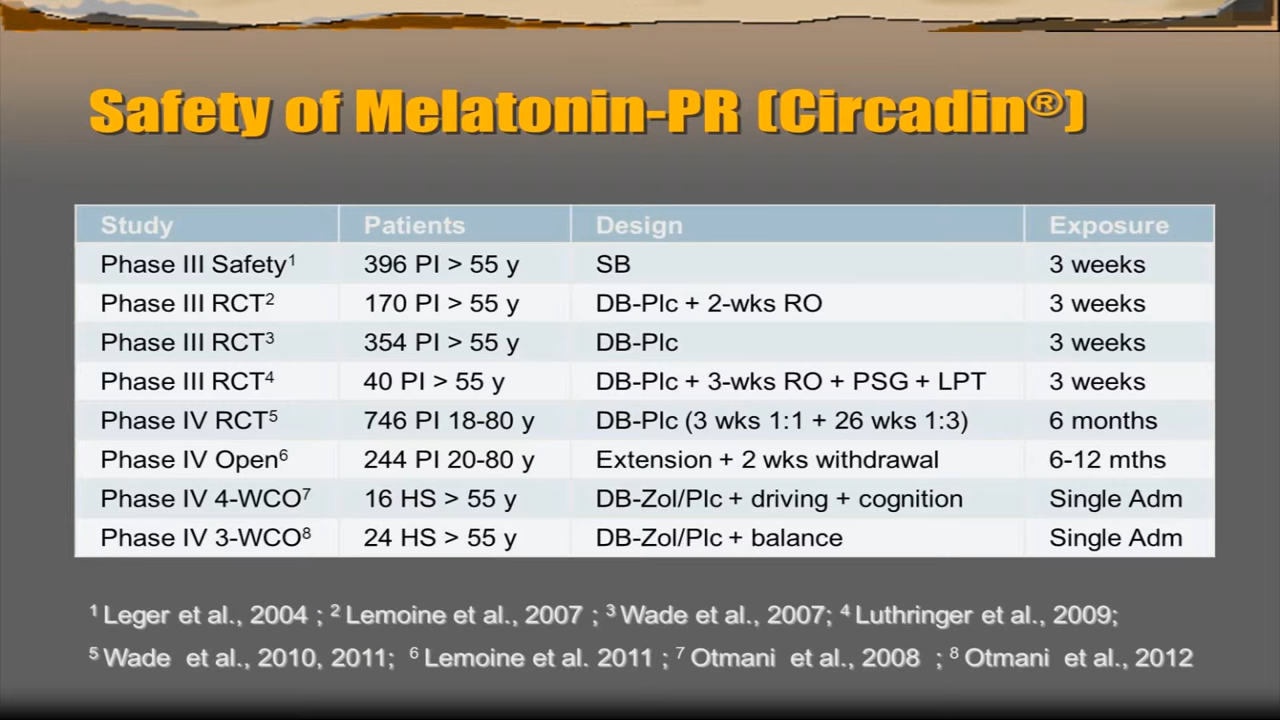 Safety of Melatonin-PR (Circadin®)
Study Patients Design Exposure
Phase III Safety¹ 396 PI > 55 y SB 3 weeks
Phase III RCT² 170 PI > 55 y DB-Plc + 2-wks RO 3 weeks
Phase III RCT³ 354 PI > 55 y DB-Plc 3 weeks
Phase III RCT⁴ 40 PI > 55 y DB-Plc + 3-wks RO + PSG + LPT 3 weeks
Phase IV RCT⁵ 746 PI 18-80 y DB-Plc (3 wks 1:1 + 26 wks 1:3) 6 months
Phase IV Open⁶ 244 PI 20-80 y Extension + 2 wks withdrawal 6-12 mths
Phase IV 4-WCO⁷ 16 HS > 55 y DB-Zol/Plc + driving + cognition Single Adm
Phase IV 3-WCO⁸ 24 HS > 55 y DB-Zol/Plc + balance Single Adm
¹ Leger et al., 2004 ; ² Lemoine et al., 2007 ; ³ Wade et al., 2007; ⁴ Luthringer et al., 2009;
⁵ Wade et al., 2010, 2011; ⁶ Lemoine et al. 2011 ; ⁷ Otmani et al., 2008 ; ⁸ Otmani et al., 2012